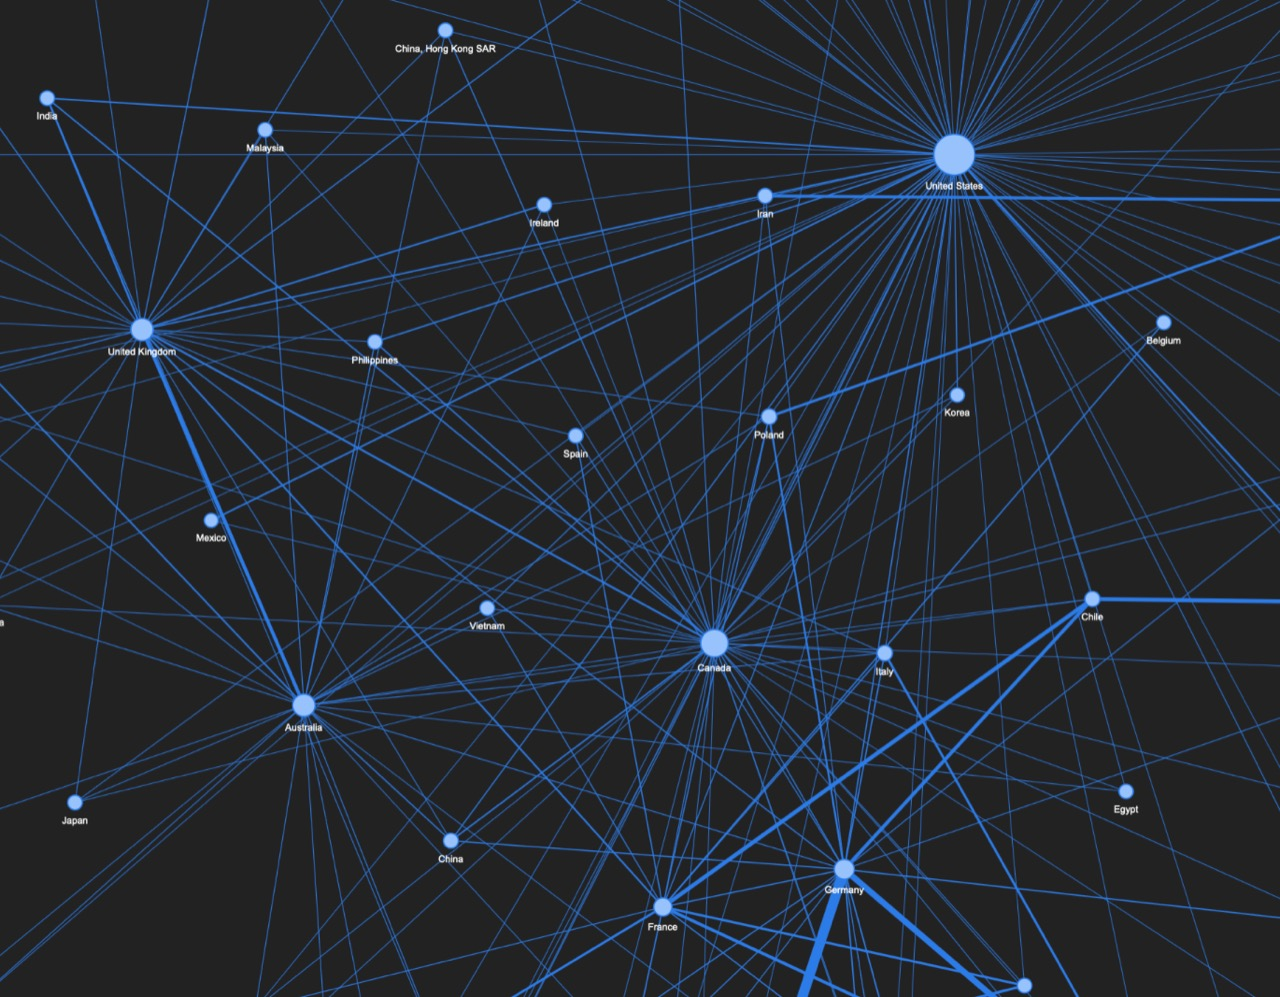 China, Hong Kong SAR
India
Malaysia
United States
Iran
Ireland
Belgium
United Kingdom
Philippines
Korea
Poland
Spain
Mexico
Chile
Vietnam
Canada
Italy
Australia
Egypt
Japan
China
Germany
France